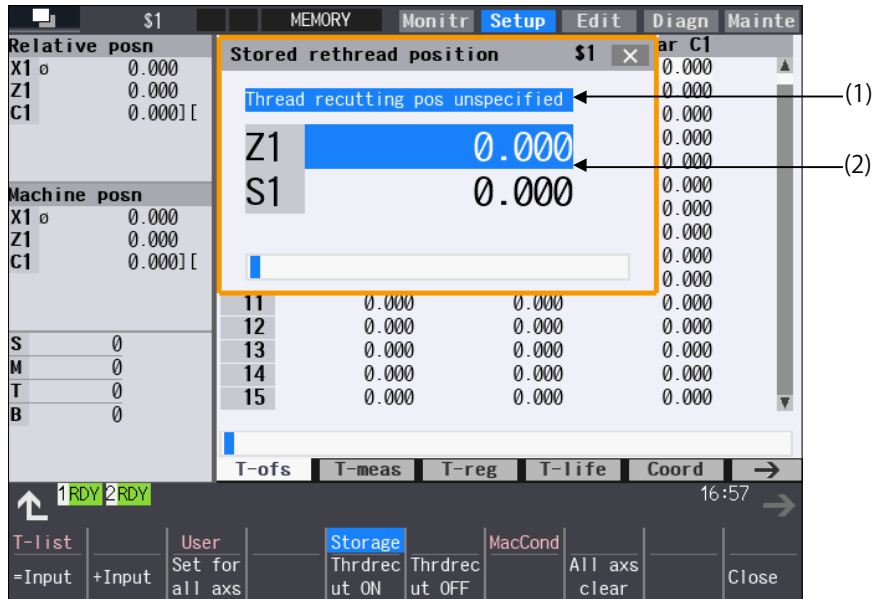 $1 MEMORY Monitr Setup Edit Diagn Mainte
Relative posn
X1 ø 0.000
Z1 0.000
C1 0.000][
Machine posn
X1 ø 0.000
Z1 0.000
C1 0.000][
S 0
M 0
T 0
B 0
Stored rethread position $1 ×
Thread recutting pos unspecified
Z1 0.000
S1 0.000
(1)
(2)
ar C1
0.000
0.000
0.000
0.000
0.000
0.000
0.000
0.000
0.000
0.000
11 0.000 0.000 0.000
12 0.000 0.000 0.000
13 0.000 0.000 0.000
14 0.000 0.000 0.000
15 0.000 0.000 0.000
T-ofs T-meas T-reg T-life Coord →
1RDY 2RDY 16:57
T-list User Storage MacCond
=Input +Input Set for all axs Thrdrec ut ON Thrdrec ut OFF All axs clear Close